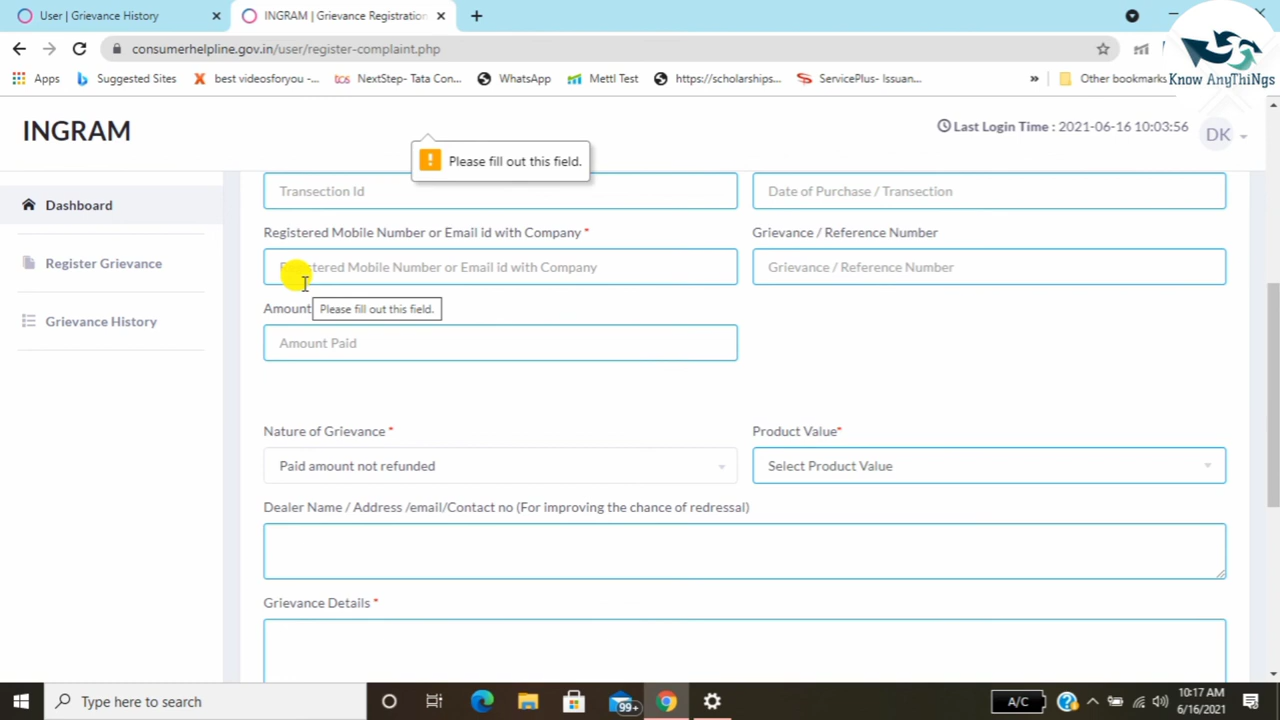 User | Grievance History
INGRAM | Grievance Registration
consumerhelpline.gov.in/user/register-complaint.php
Apps
Suggested Sites
best videosforyou -...
tcs NextStep- Tata Con...
WhatsApp
Mettl Test
https://scholarships...
ServicePlus- Issuan...
»
Other bookmarks
Know AnyThiNgs
INGRAM
Last Login Time : 2021-06-16 10:03:56
DK
Please fill out this field.
Dashboard
Register Grievance
Grievance History
Transection Id
Date of Purchase / Transection
Registered Mobile Number or Email id with Company *
Grievance / Reference Number
Registered Mobile Number or Email id with Company
Grievance / Reference Number
Amount
Please fill out this field.
Amount Paid
Nature of Grievance *
Product Value*
Paid amount not refunded
Select Product Value
Dealer Name / Address /email/Contact no (For improving the chance of redressal)
Grievance Details *
Type here to search
99+
A/C
10:17 AM
6/16/2021